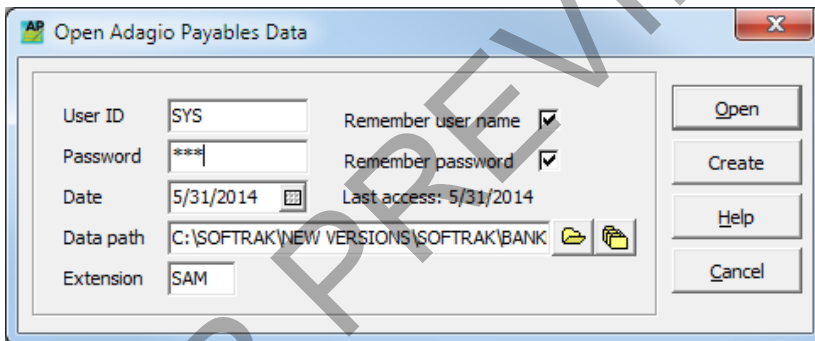 AP Open Adagio Payables Data
User ID SYS Remember user name Open
Password *** Remember password Create
Date 5/31/2014 Last access: 5/31/2014
Help
Data path C:\SOFTRAK\NEW VERSIONS\SOFTRAK\BANK
Extension SAM Cancel